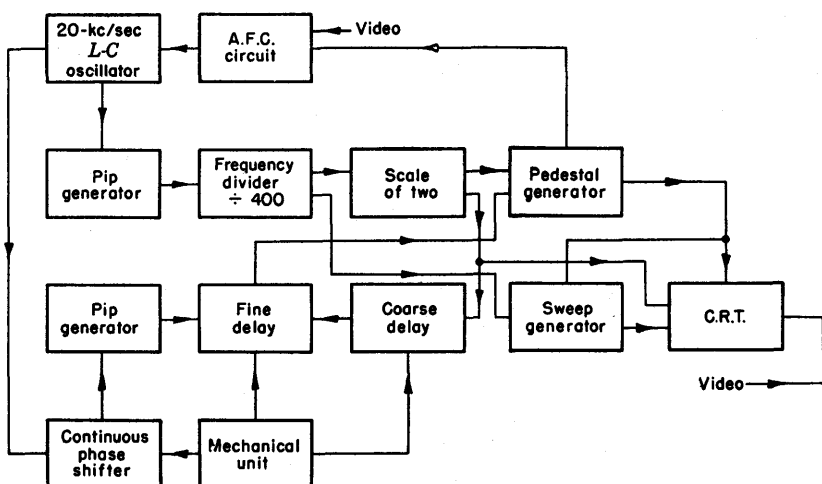 20-kc/sec
L-C
oscillator
A.F.C.
circuit
Video
Pip
generator
Frequency
divider
÷ 400
Scale
of two
Pedestal
generator
Pip
generator
Fine
delay
Coarse
delay
Sweep
generator
C.R.T.
Video
Continuous
phase
shifter
Mechanical
unit